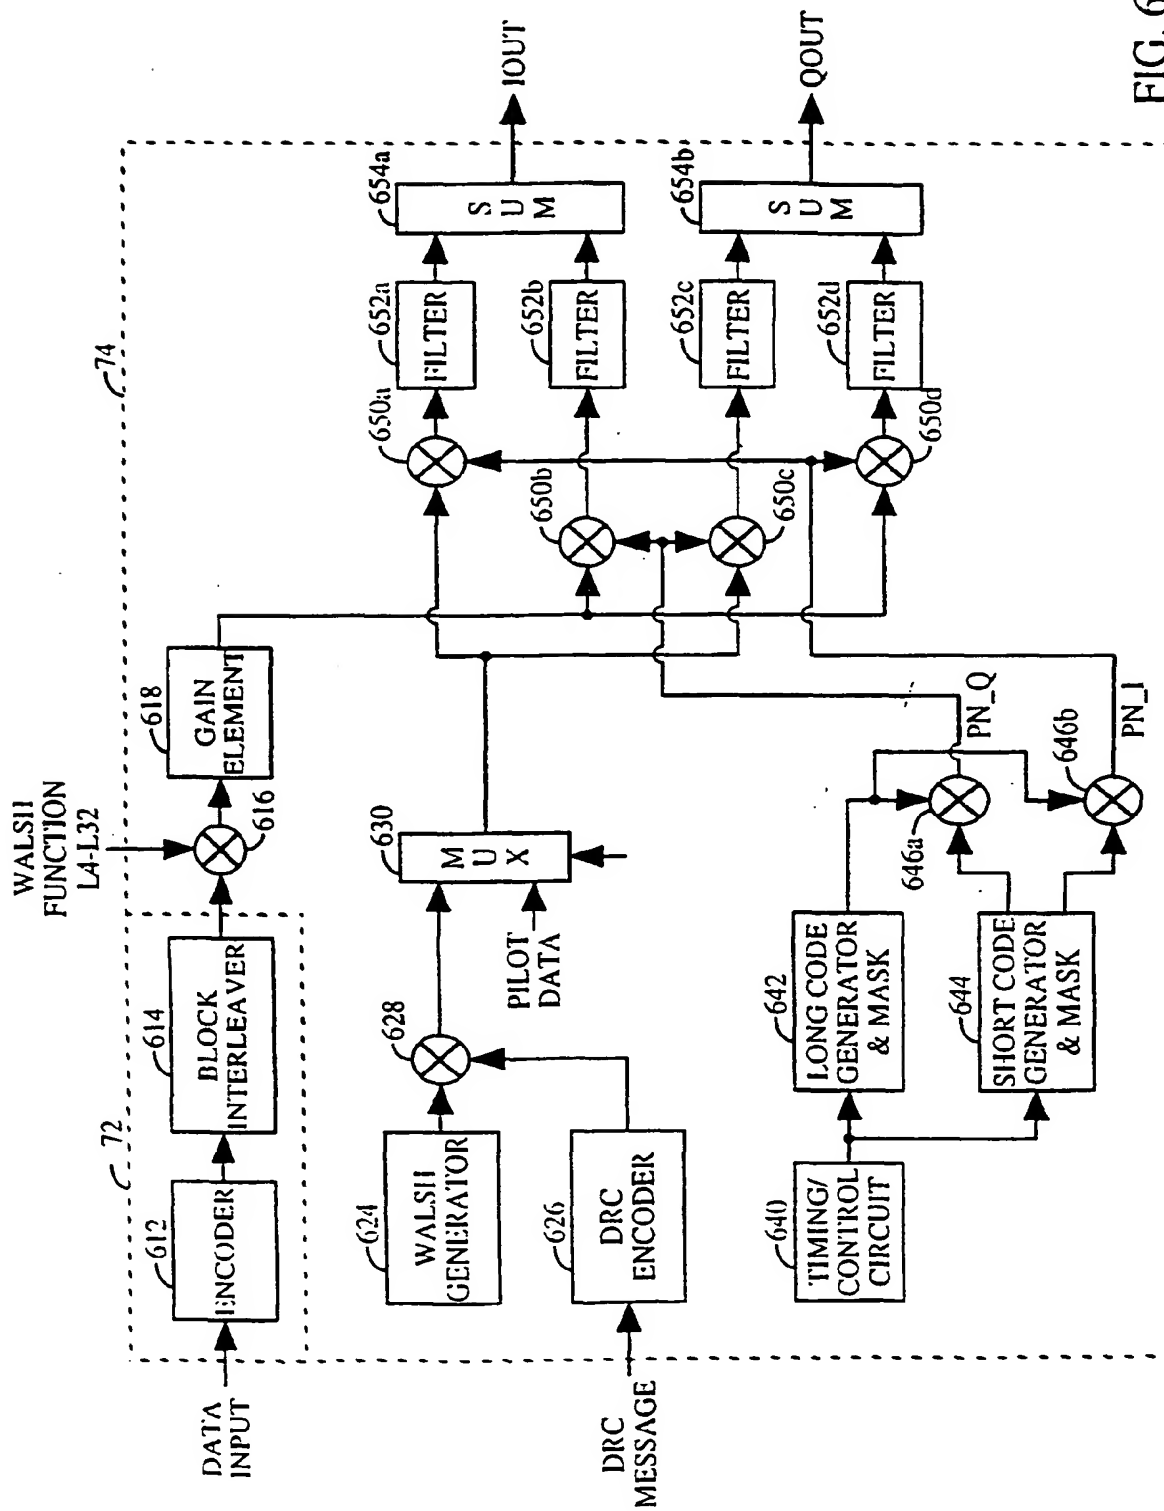 WALSH
FUNCTION
L4-L32
72
74
DATA
INPUT
612
ENCODER
614
BLOCK
INTERLEAVER
616
618
GAIN
ELEMENT
624
WALSH
GENERATOR
628
DRC
MESSAGE
626
DRC
ENCODER
PILOT
DATA
630
M
U
X
640
TIMING/
CONTROL
CIRCUIT
642
LONG CODE
GENERATOR
& MASK
644
SHORT CODE
GENERATOR
& MASK
646a
646b
PN_Q
PN_I
650a
650b
650c
650d
652a
FILTER
652b
FILTER
652c
FILTER
652d
FILTER
654a
S
U
M
654b
S
U
M
IOUT
QOUT
FIG. 6